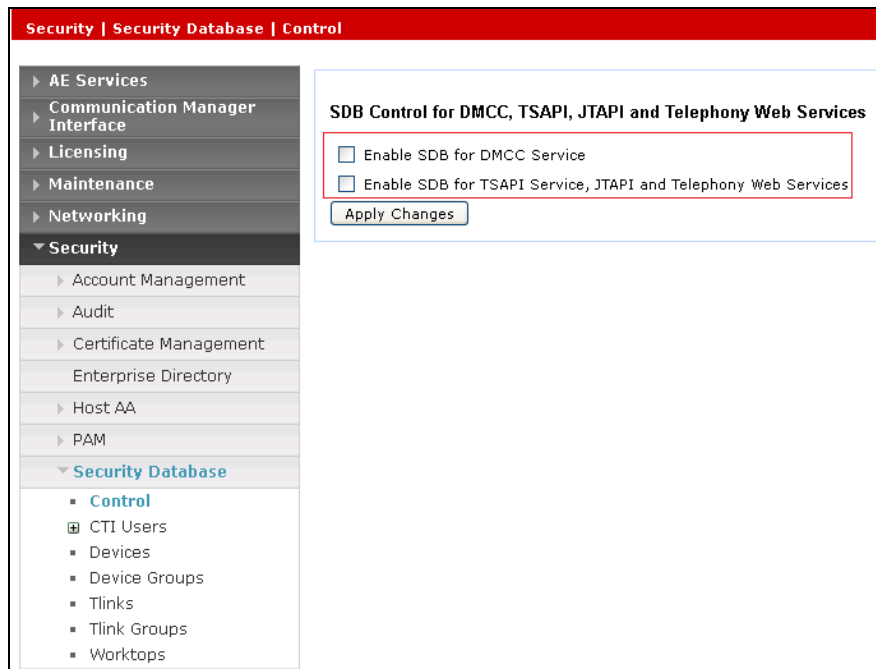 Security | Security Database | Control
AE Services
Communication Manager
Interface
Licensing
Maintenance
Networking
Security
Account Management
Audit
Certificate Management
Enterprise Directory
Host AA
PAM
Security Database
Control
CTI Users
Devices
Device Groups
Tlinks
Tlink Groups
Worktops
SDB Control for DMCC, TSAPI, JTAPI and Telephony Web Services
Enable SDB for DMCC Service
Enable SDB for TSAPI Service, JTAPI and Telephony Web Services
Apply Changes